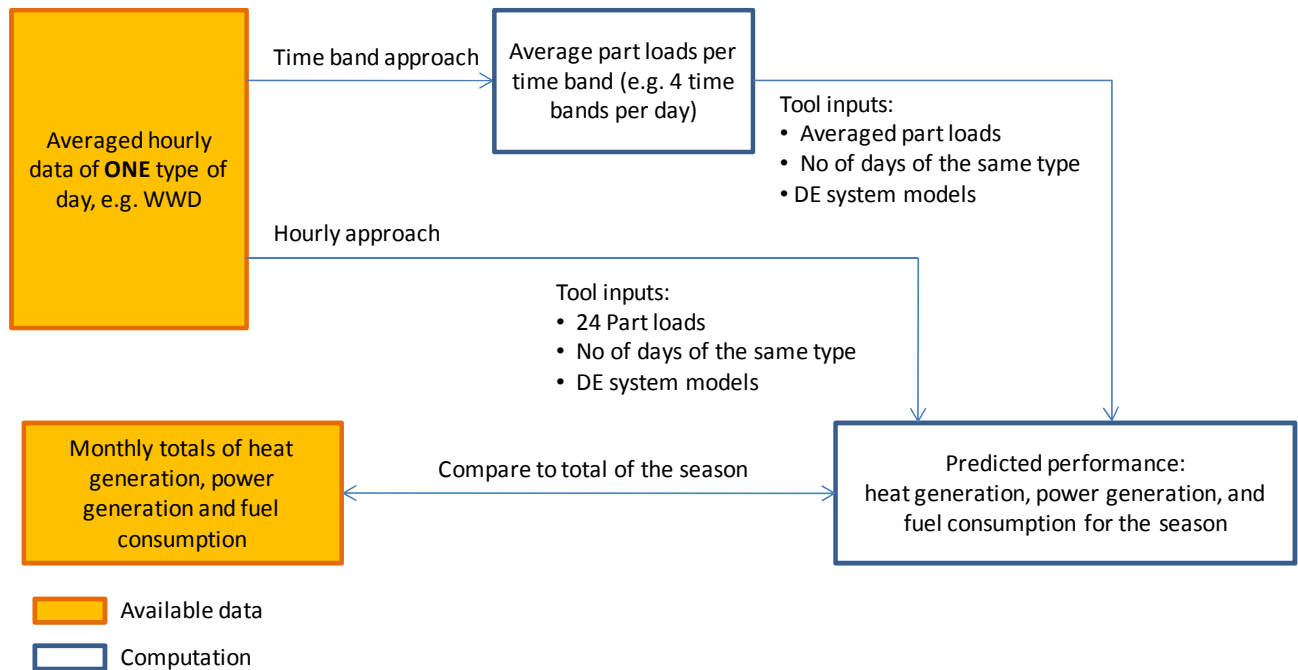 Averaged hourly
data of ONE type of
day, e.g. WWD
Time band approach
Average part loads per
time band (e.g. 4 time
bands per day)
Tool inputs:
• Averaged part loads
• No of days of the same type
• DE system models
Hourly approach
Tool inputs:
• 24 Part loads
• No of days of the same type
• DE system models
Monthly totals of heat
generation, power
generation and fuel
consumption
Compare to total of the season
Predicted performance:
heat generation, power generation, and
fuel consumption for the season
Available data
Computation